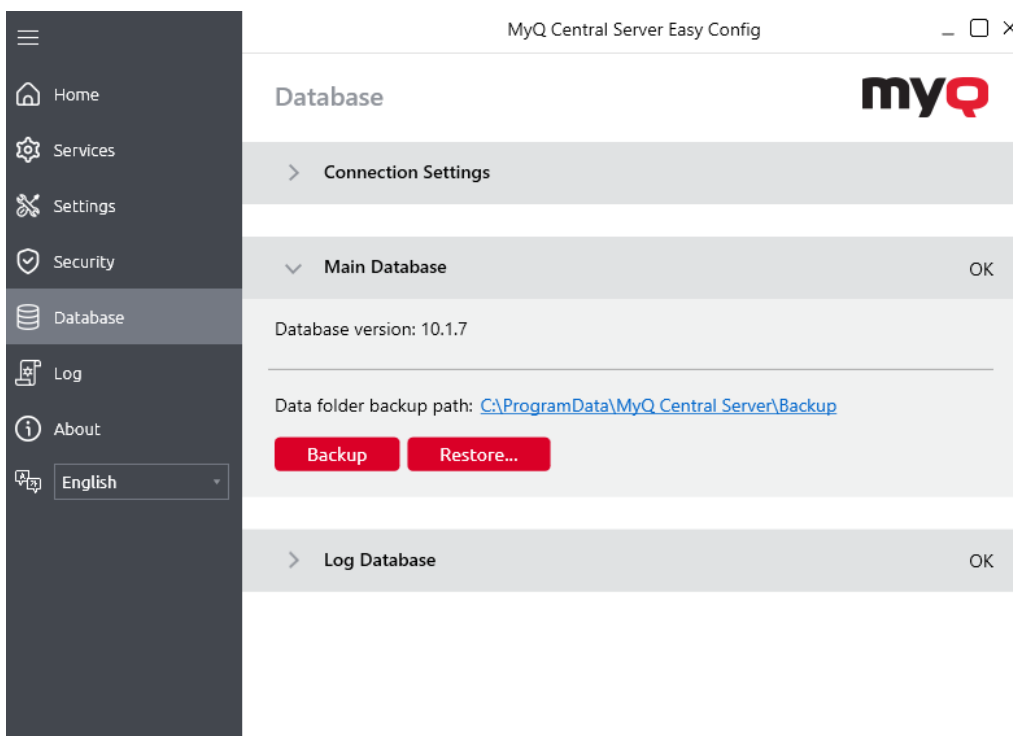 MyQ Central Server Easy Config
Home
Services
Settings
Security
Database
Log
About
English
Database
myQ
Connection Settings
Main Database OK
Database version: 10.1.7
Data folder backup path: C:\ProgramData\MyQ Central Server\Backup
Backup Restore...
Log Database OK